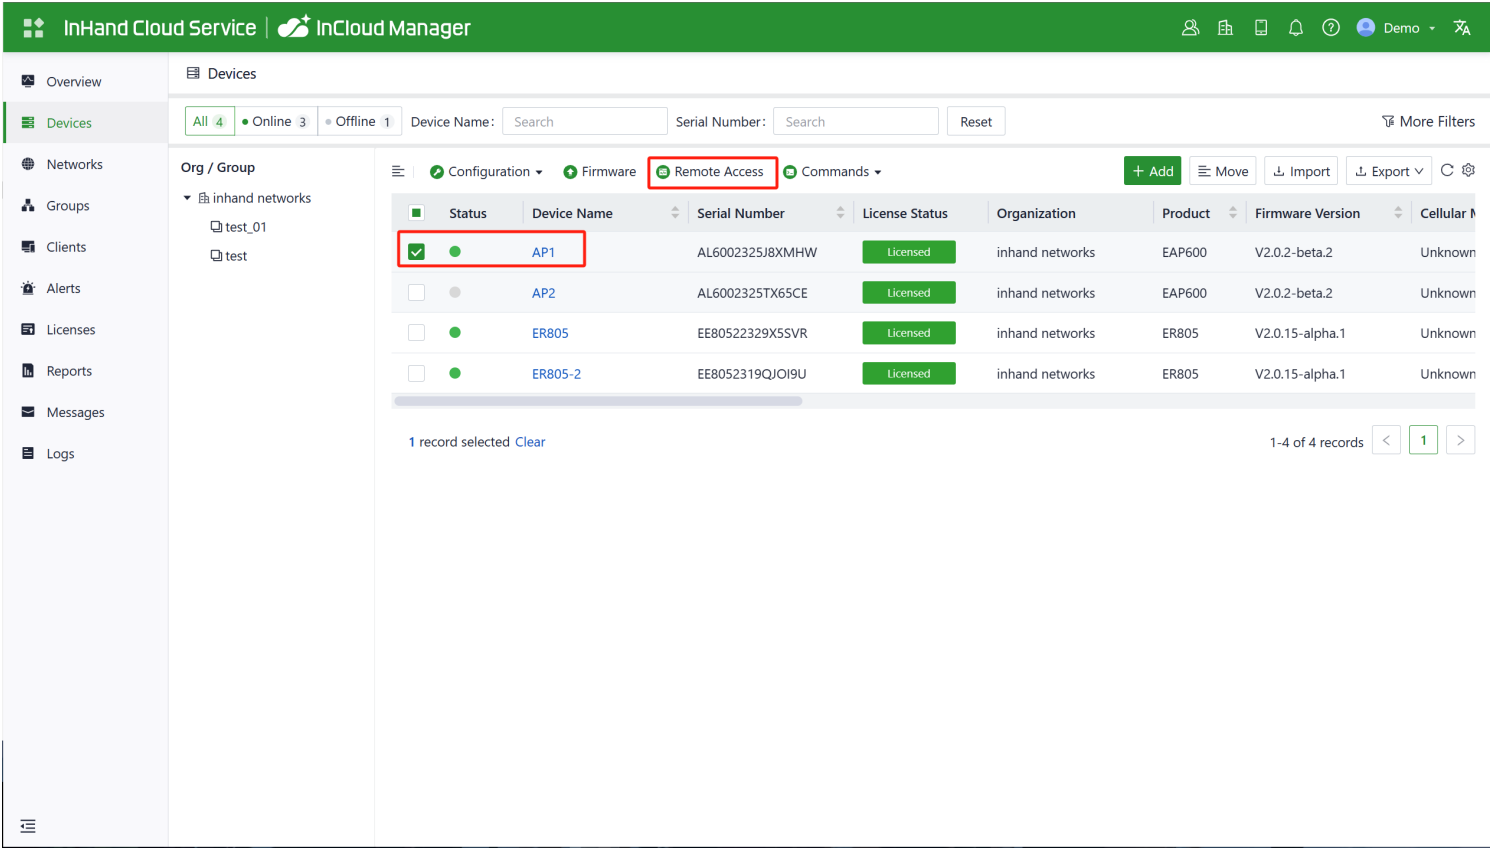 InHand Cloud Service | InCloud Manager
Demo
Overview
Devices
Networks
Groups
Clients
Alerts
Licenses
Reports
Messages
Logs
Devices
All 4 Online 3 Offline 1 Device Name: Search Serial Number: Search Reset More Filters
Org / Group
inhand networks
test_01
test
Configuration Firmware Remote Access Commands + Add Move Import Export
Status Device Name Serial Number License Status Organization Product Firmware Version Cellular
AP1 AL6002325J8XMHW Licensed inhand networks EAP600 V2.0.2-beta.2 Unknown
AP2 AL6002325TX65CE Licensed inhand networks EAP600 V2.0.2-beta.2 Unknown
ER805 EE80522329X5SVR Licensed inhand networks ER805 V2.0.15-alpha.1 Unknown
ER805-2 EE8052319QJOI9U Licensed inhand networks ER805 V2.0.15-alpha.1 Unknown
1 record selected Clear 1-4 of 4 records < 1 >